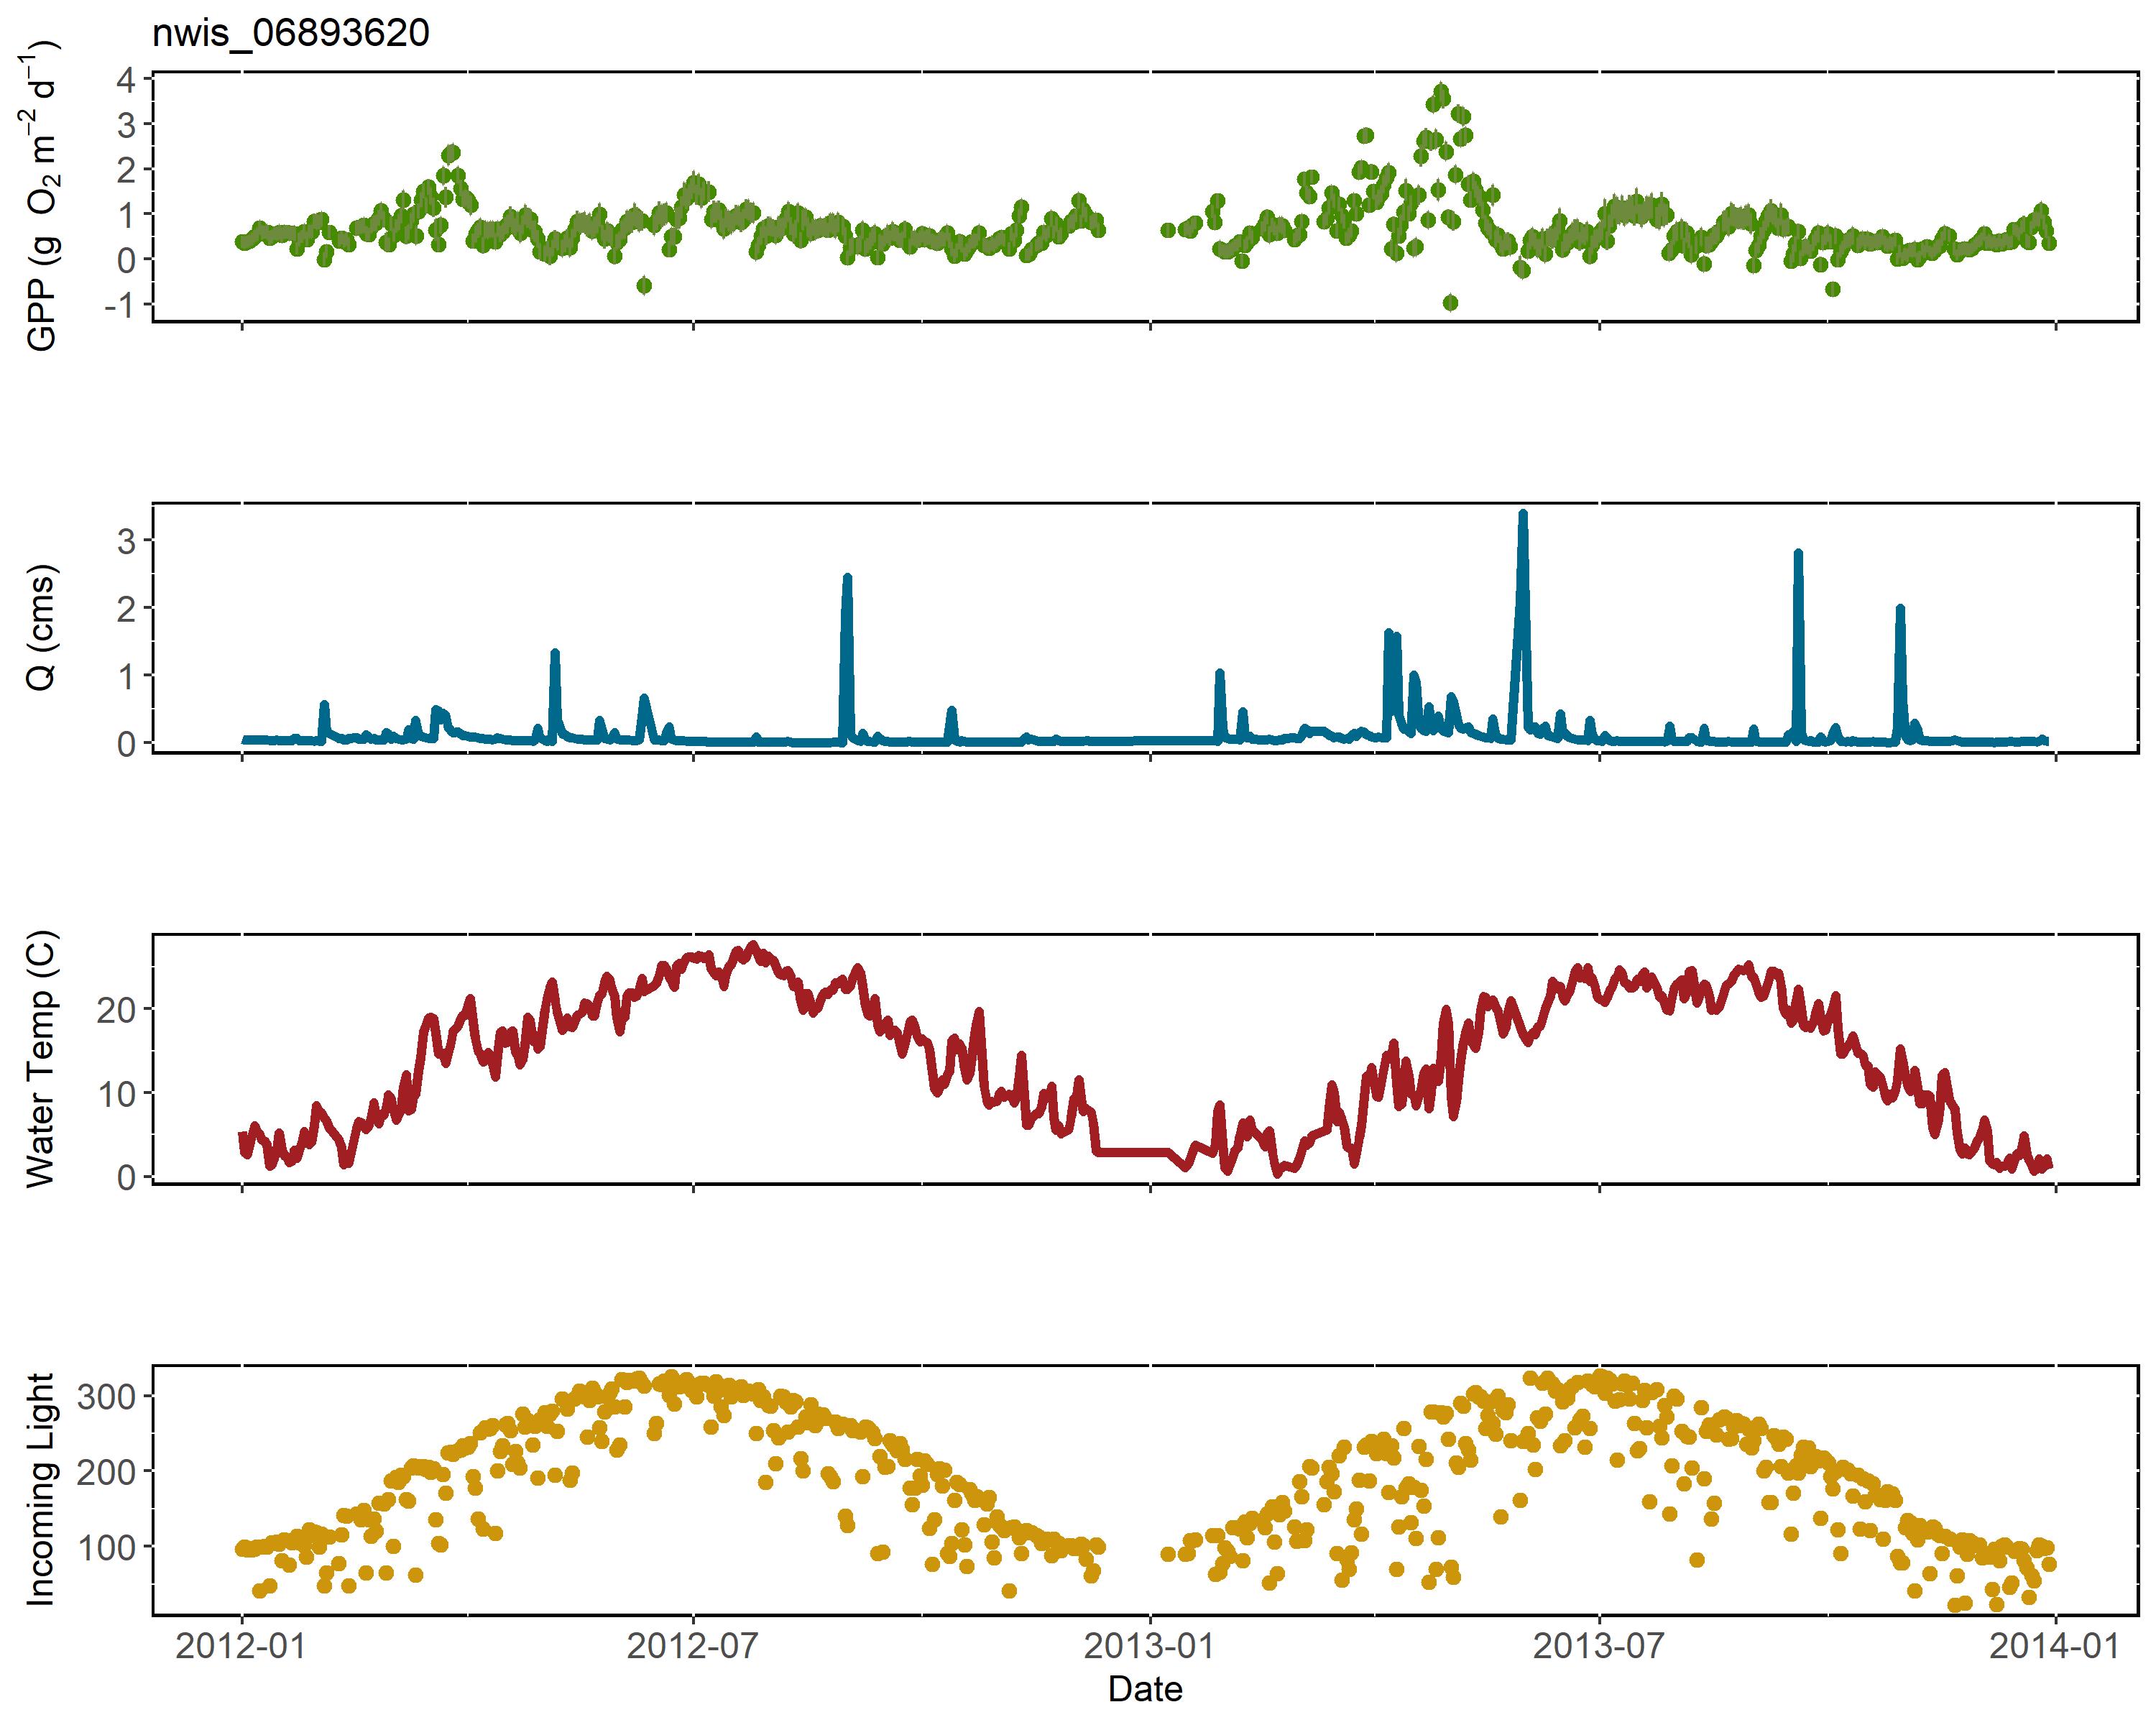 nwis_06893620
GPP (g O₂ m⁻² d⁻¹)
4
3
2
1
0
-1
Q (cms)
3
2
1
0
Water Temp (C)
20
10
0
Incoming Light
300
200
100
2012-01 2012-07 2013-01 2013-07 2014-01
Date